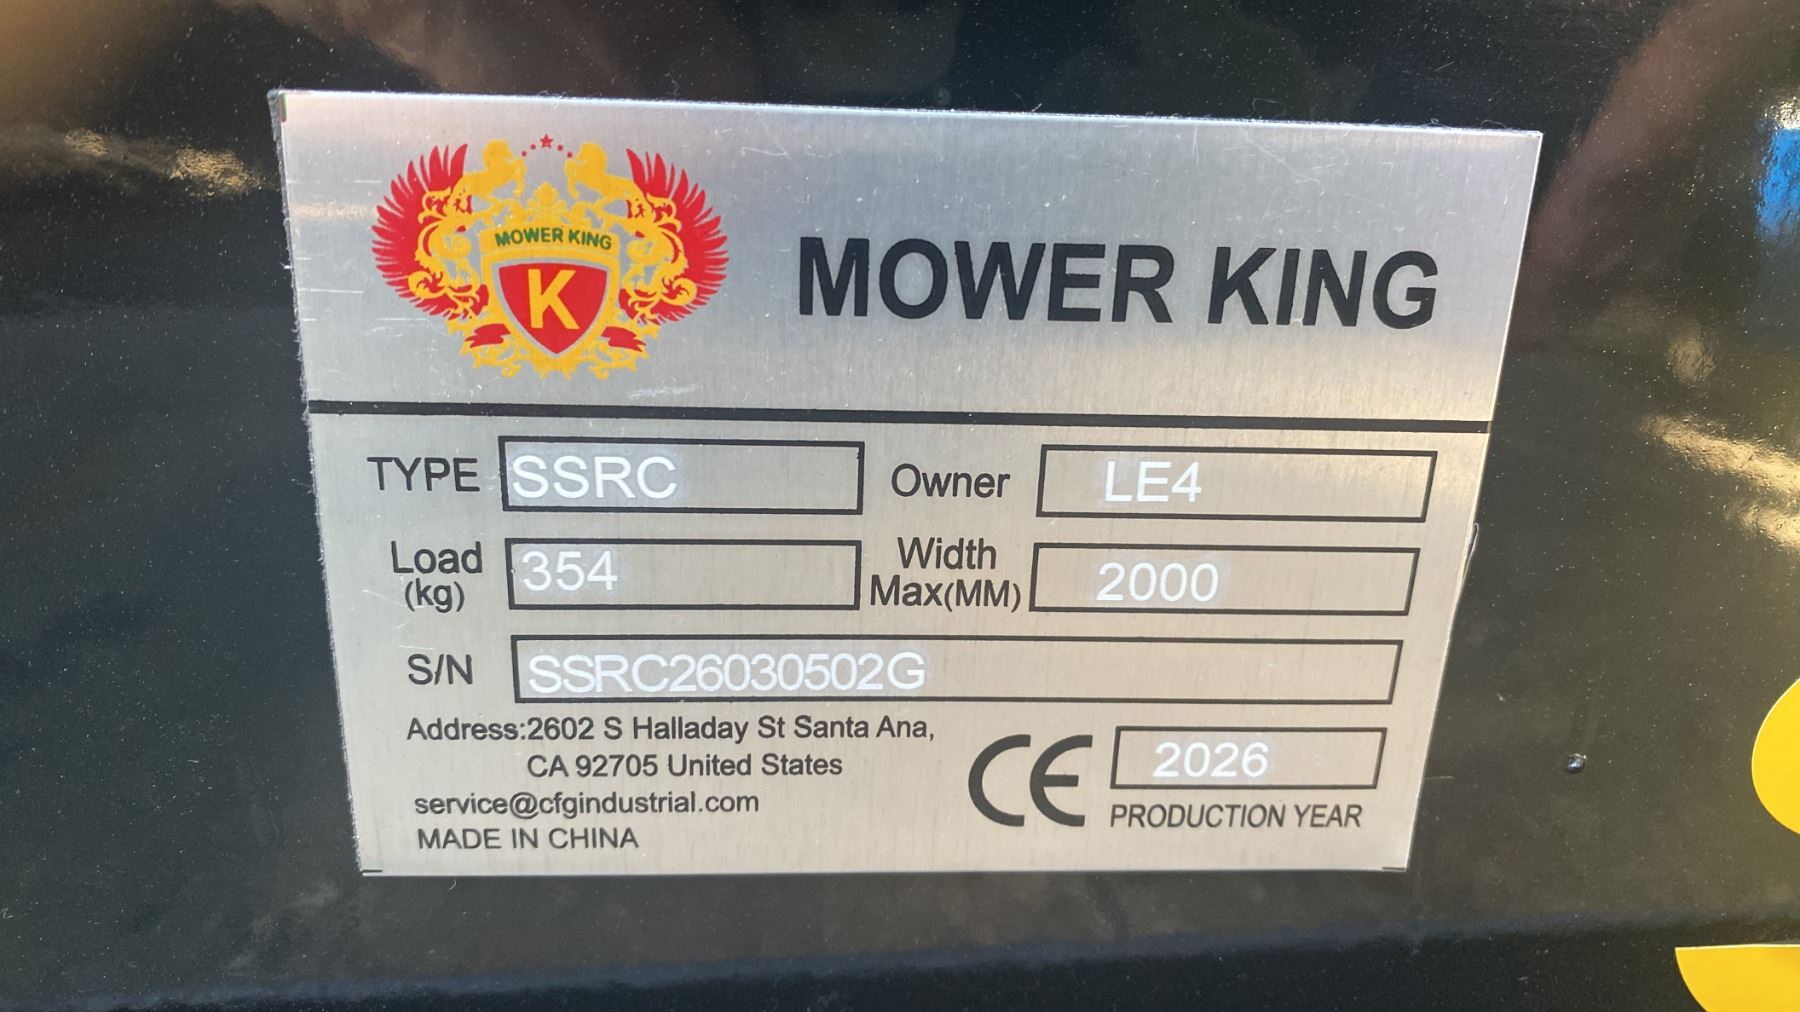 MOWER KING
K
MOWER KING
TYPE SSRC Owner LE4
Load (kg) 354 Width Max(MM) 2000
S/N SSRC26030502G
Address:2602 S Halladay St Santa Ana,
CA 92705 United States
service@cfgindustrial.com
MADE IN CHINA
CE 2026
PRODUCTION YEAR